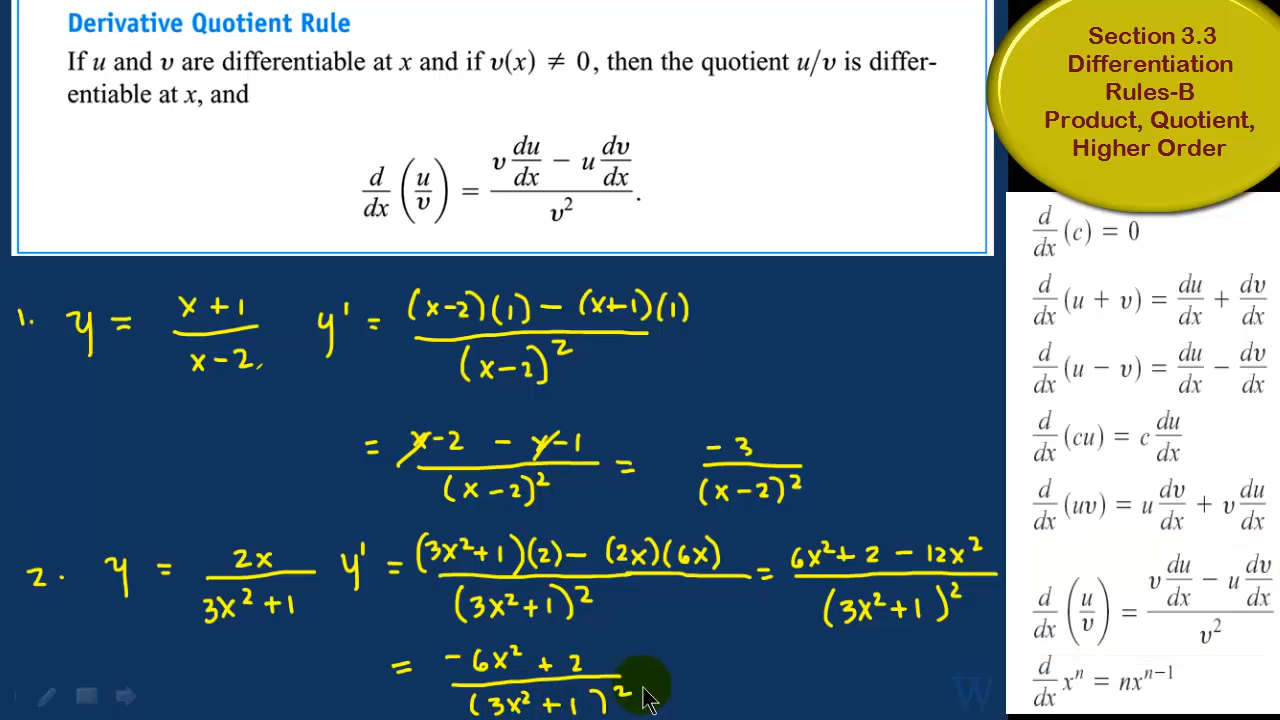 Derivative Quotient Rule
If u and v are differentiable at x and if v(x) ≠ 0, then the quotient u/v is differ-
entiable at x, and
d/dx (u/v) = (v du/dx − u dv/dx) / v².
Section 3.3
Differentiation
Rules-B
Product, Quotient,
Higher Order
1. y = (x+1)/(x−2), y' = ((x−2)(1) − (x+1)(1))/(x−2)²
= (x−2 − x−1)/(x−2)² = −3/(x−2)²
2. y = 2x/(3x²+1) y' = ((3x²+1)(2) − (2x)(6x))/(3x²+1)² = (6x²+2−12x²)/(3x²+1)²
= (−6x²+2)/(3x²+1)²
d/dx (c) = 0
d/dx (u + v) = du/dx + dv/dx
d/dx (u − v) = du/dx − dv/dx
d/dx (cu) = c du/dx
d/dx (uv) = u dv/dx + v du/dx
d/dx (u/v) = (v du/dx − u dv/dx) / v²
d/dx xⁿ = nxⁿ⁻¹
W